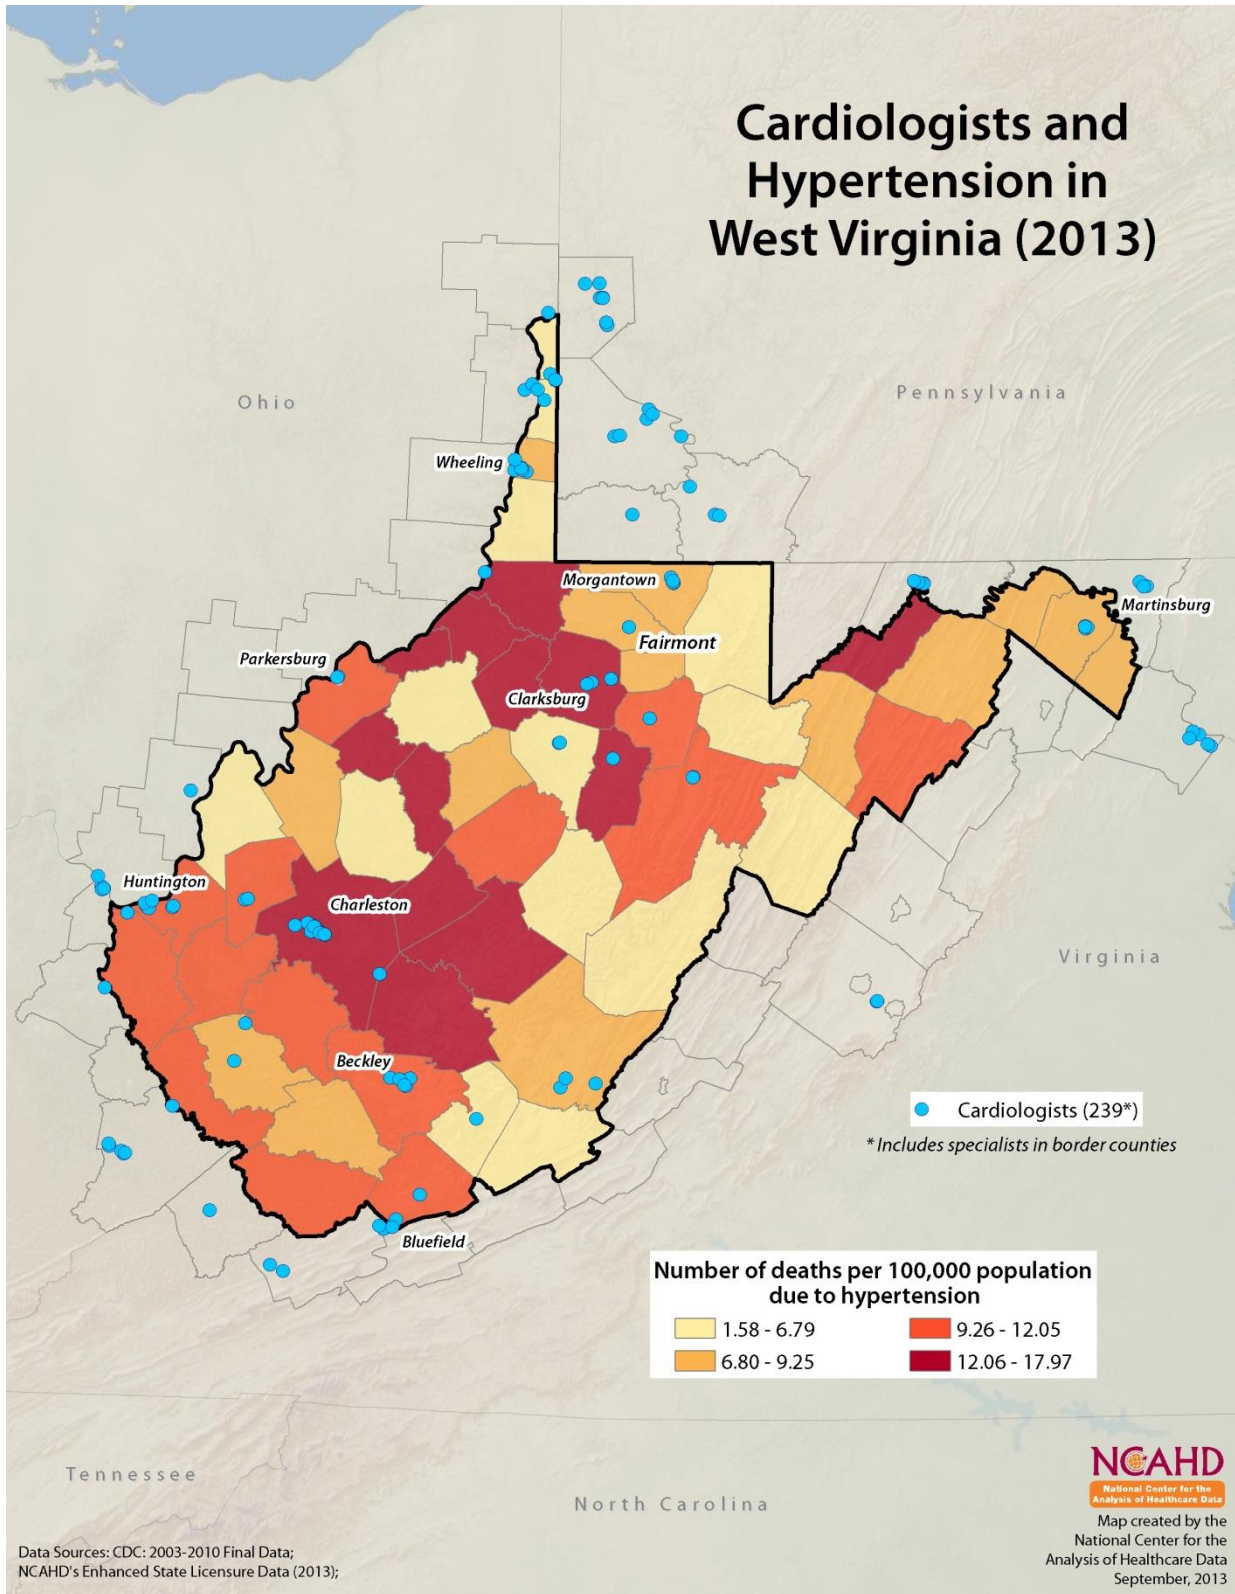 Cardiologists and
Hypertension in
West Virginia (2013)
Ohio
Pennsylvania
Wheeling
Morgantown
Martinsburg
Fairmont
Parkersburg
Clarksburg
Huntington
Charleston
Virginia
Beckley
Cardiologists (239*)
* Includes specialists in border counties
Bluefield
Number of deaths per 100,000 population
due to hypertension
1.58 - 6.79
9.26 - 12.05
6.80 - 9.25
12.06 - 17.97
Tennessee
North Carolina
NCAHD
National Center for the
Analysis of Healthcare Data
Map created by the
National Center for the
Analysis of Healthcare Data
September, 2013
Data Sources: CDC: 2003-2010 Final Data;
NCAHD's Enhanced State Licensure Data (2013);